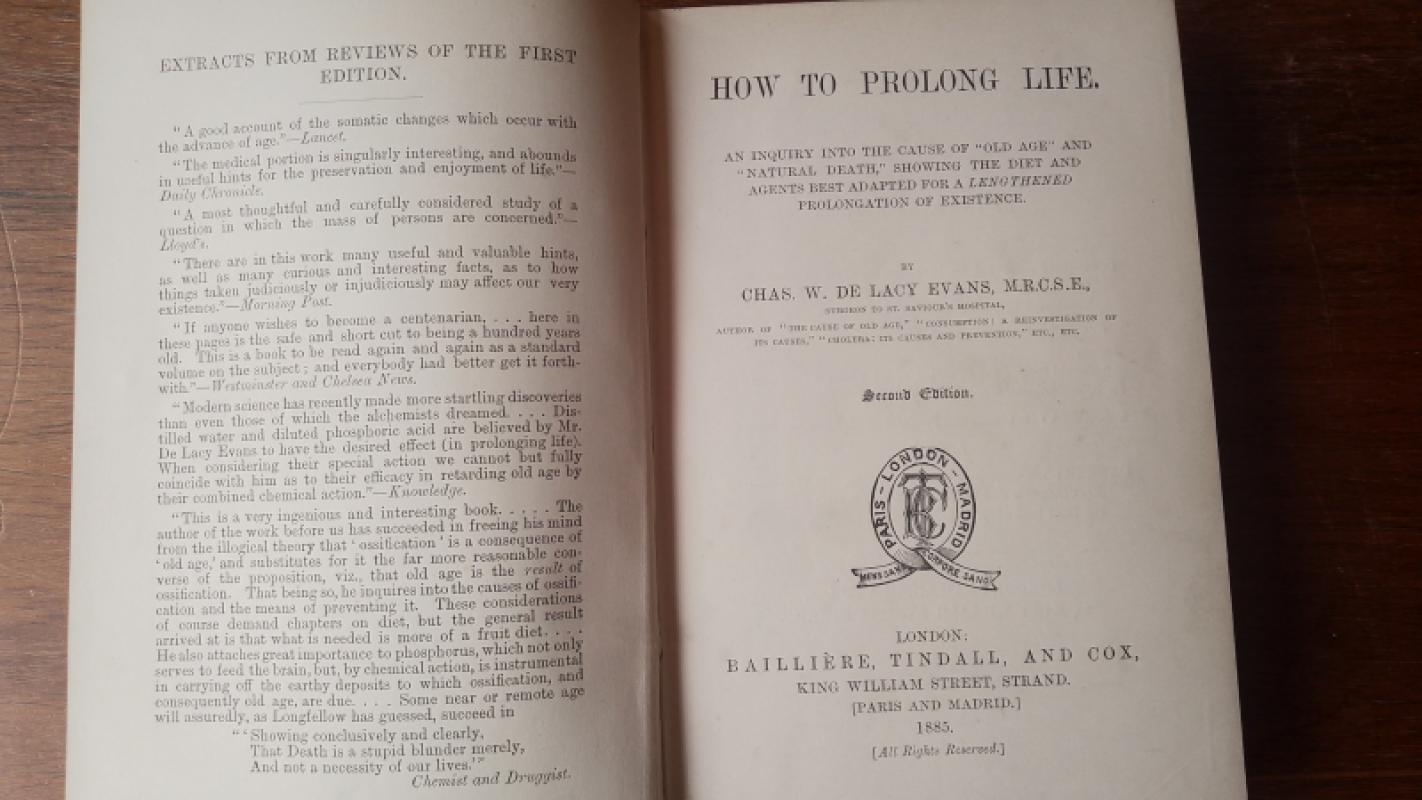 EXTRACTS FROM REVIEWS OF THE FIRST
EDITION.
“A good account of the somatic changes which occur with
the advance of age.”—Lancet.
“The medical portion is singularly interesting, and abounds
in useful hints for the preservation and enjoyment of life.”—
Daily Chronicle.
“A most thoughtful and carefully considered study of a
question in which the mass of persons are concerned.”—
Lloyd's.
“There are in this work many useful and valuable hints,
as well as many curious and interesting facts, as to how
things taken judiciously or injudiciously may affect our very
existence.”—Morning Post.
“If anyone wishes to become a centenarian, . . . here in
these pages is the safe and short cut to being a hundred years
old. This is a book to be read again and again as a standard
volume on the subject; and everybody had better get it forth-
with.”—Westminster and Chelsea News.
“Modern science has recently made more startling discoveries
than even those of which the alchemists dreamed. . . . Dis-
tilled water and diluted phosphoric acid are believed by Mr.
De Lacy Evans to have the desired effect (in prolonging life).
When considering their special action we cannot but fully
coincide with him as to their efficacy in retarding old age by
their combined chemical action.”—Knowledge.
“This is a very ingenious and interesting book. . . . . The
author of the work before us has succeeded in freeing his mind
from the illogical theory that ‘ossification’ is a consequence of
‘old age,’ and substitutes for it the far more reasonable con-
verse of the proposition, viz., that old age is the result of
ossification. That being so, he inquires into the causes of ossifi-
cation and the means of preventing it. These considerations
of course demand chapters on diet, but the general result
arrived at is that what is needed is more of a fruit diet. . . .
He also attaches great importance to phosphorus, which not only
serves to feed the brain, but, by chemical action, is instrumental
in carrying off the earthy deposits to which ossification, and
consequently old age, are due. . . . Some near or remote age
will assuredly, as Longfellow has guessed, succeed in
“‘Showing conclusively and clearly,
That Death is a stupid blunder merely,
And not a necessity of our lives.’”
Chemist and Druggist.
HOW TO PROLONG LIFE.
AN INQUIRY INTO THE CAUSE OF “OLD AGE” AND
“NATURAL DEATH,” SHOWING THE DIET AND
AGENTS BEST ADAPTED FOR A LENGTHENED
PROLONGATION OF EXISTENCE.
BY
CHAS. W. DE LACY EVANS, M.R.C.S.E.,
SURGEON TO ST. SAVIOUR'S HOSPITAL,
AUTHOR OF “THE CAUSE OF OLD AGE,” “CONSUMPTION: A REINVESTIGATION OF
ITS CAUSES,” “CHOLERA: ITS CAUSES AND PREVENTION,” ETC., ETC.
Second Edition.
PARIS - LONDON - MADRID
BTC
MENS SANA CORPORE SANO
LONDON:
BAILLIÈRE, TINDALL, AND COX,
KING WILLIAM STREET, STRAND.
[PARIS AND MADRID.]
1885.
[All Rights Reserved.]